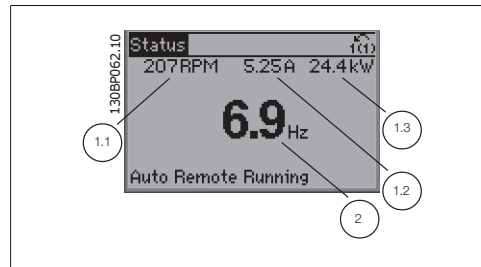 130BP062.10
Status
1(1)
207RPM 5.25A 24.4kW
6.9Hz
Auto Remote Running
1.1
1.3
1.2
2